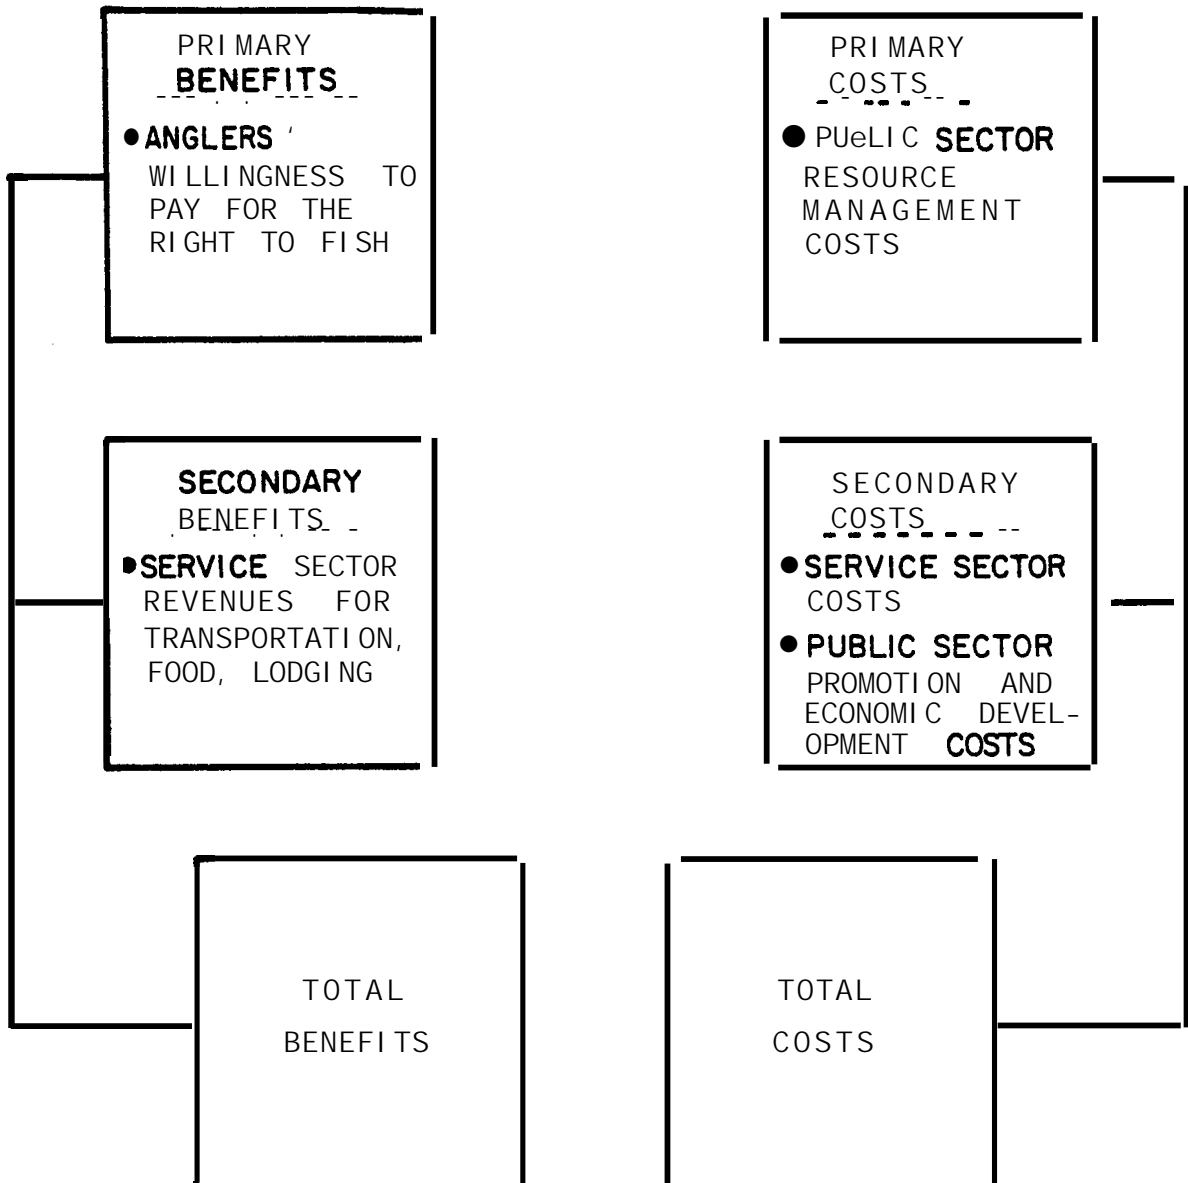 PRIMARY
BENEFITS
● ANGLERS'
WILLINGNESS TO
PAY FOR THE
RIGHT TO FISH
PRIMARY
COSTS
● PUeLIC SECTOR
RESOURCE
MANAGEMENT
COSTS
SECONDARY
BENEFITS
● SERVICE SECTOR
REVENUES FOR
TRANSPORTATION,
FOOD, LODGING
SECONDARY
COSTS
● SERVICE SECTOR
COSTS
● PUBLIC SECTOR
PROMOTION AND
ECONOMIC DEVEL-
OPMENT COSTS
TOTAL
BENEFITS
TOTAL
COSTS